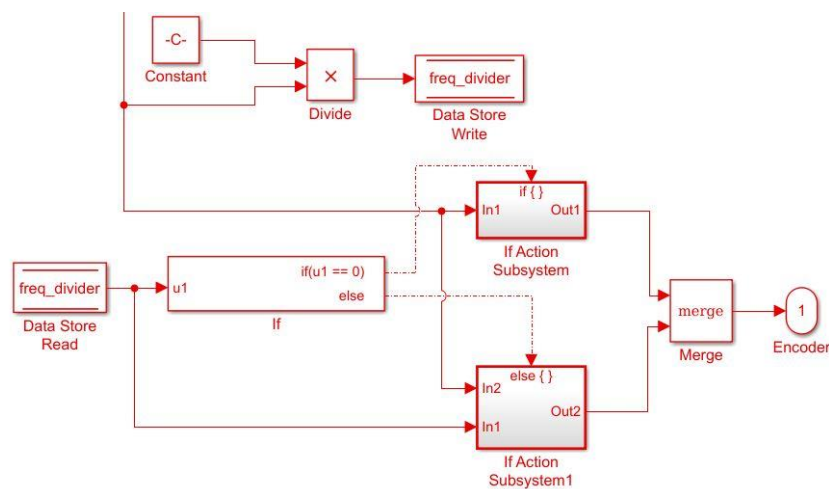 -C-
Constant
×
Divide
freq_divider
Data Store
Write
if { }
In1
Out1
If Action
Subsystem
freq_divider
Data Store
Read
u1
if(u1 == 0)
else
If
merge
Merge
1
Encoder
else { }
In2
Out2
In1
If Action
Subsystem1